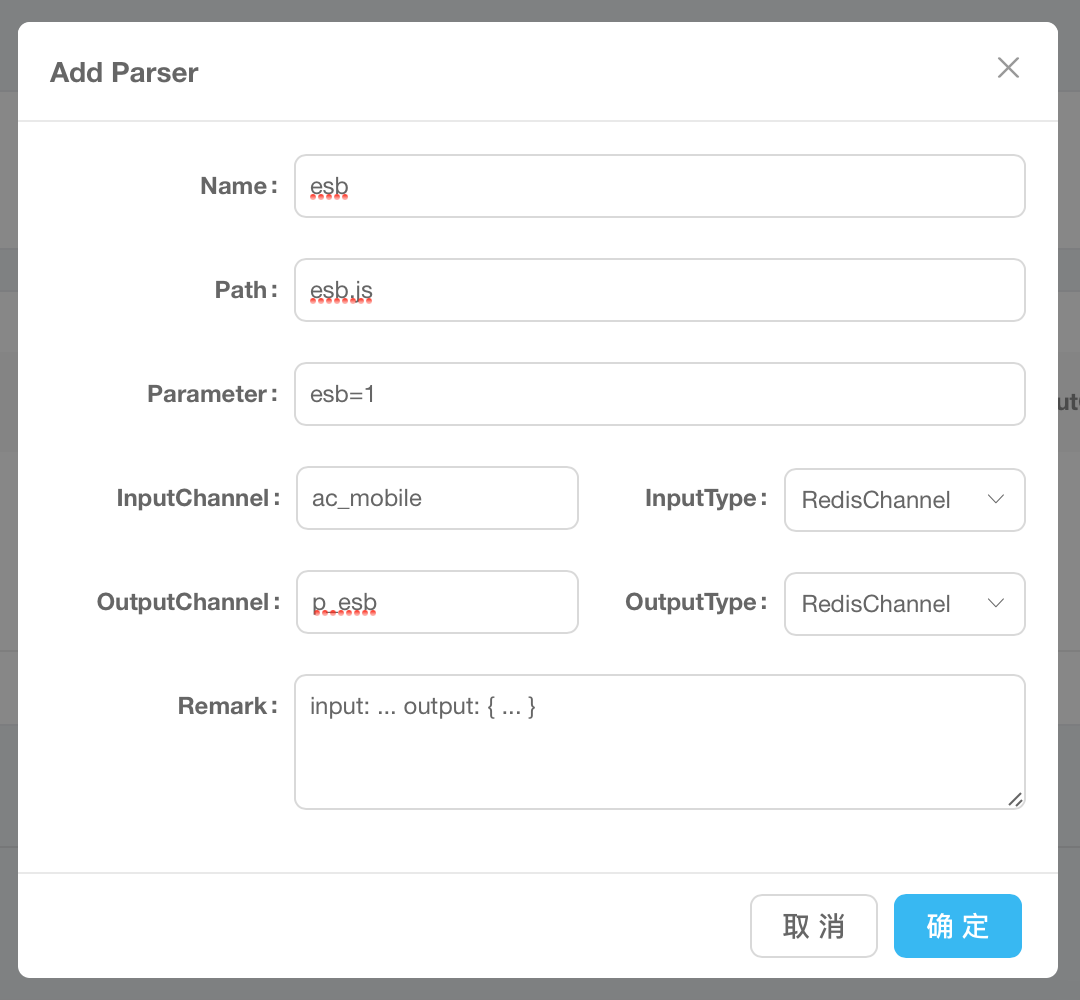 Add Parser
Name:
esb
Path:
esb.js
Parameter:
esb=1
InputChannel:
ac_mobile
InputType:
RedisChannel
OutputChannel:
p_esb
OutputType:
RedisChannel
Remark:
input: ... output: { ... }
取 消
确 定